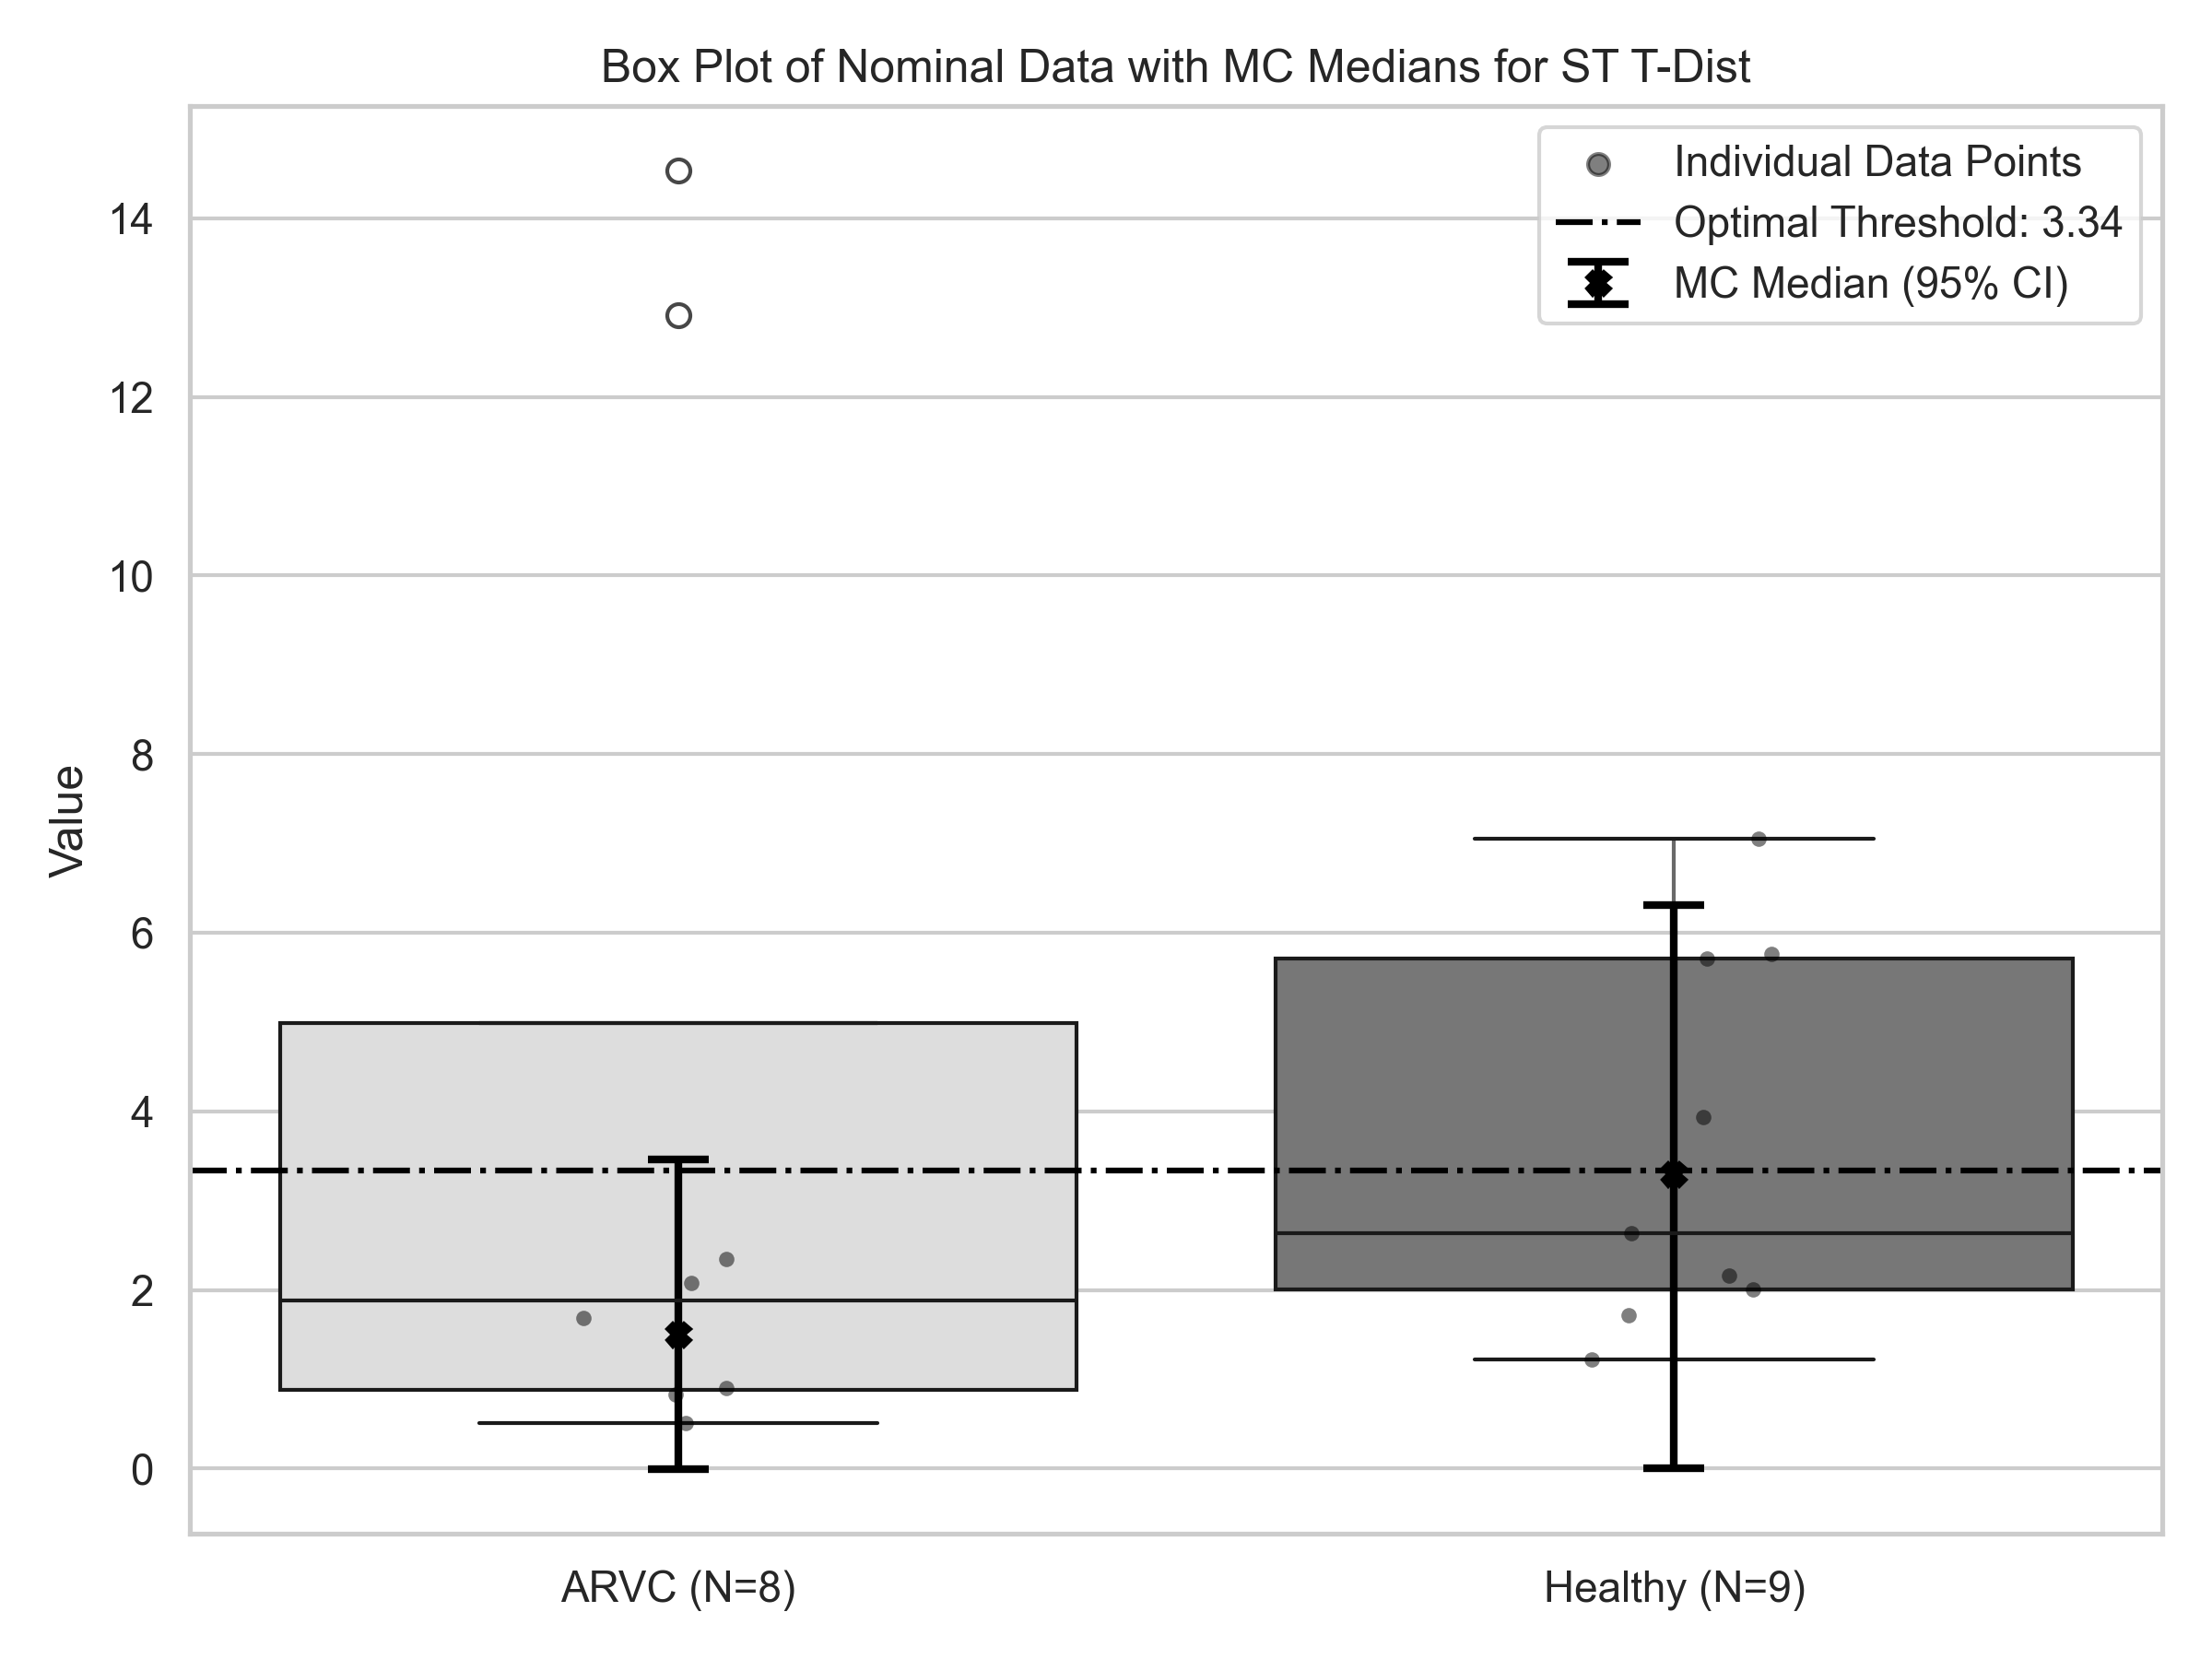 Box Plot of Nominal Data with MC Medians for ST T-Dist
Individual Data Points
Optimal Threshold: 3.34
MC Median (95% CI)
Value
14
12
10
8
6
4
2
0
ARVC (N=8)
Healthy (N=9)